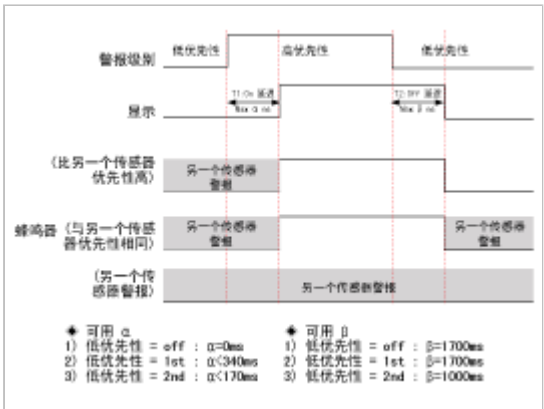 警报级别
低优先性
高优先性
低优先性
显示
T1:On 延迟
Max α ms
T2:Off 延迟
Max β ms
(比另一个传感器
优先性高)
另一个传感器
警报
蜂鸣器 (与另一个传感
器优先性相同)
另一个传感器
警报
另一个传感器
警报
(另一个传
感器警报)
另一个传感器警报
◆ 可用 α
1) 低优先性 = off : α=0ms
2) 低优先性 = 1st : α<340ms
3) 低优先性 = 2nd : α<170ms
◆ 可用 β
1) 低优先性 = off : β=1700ms
2) 低优先性 = 1st : β=1700ms
3) 低优先性 = 2nd : β=1000ms